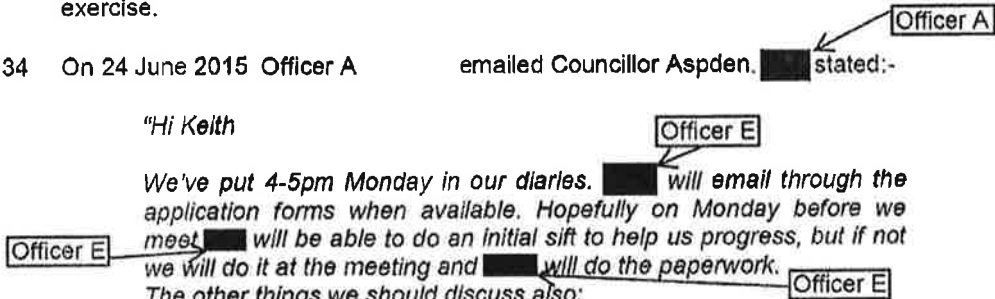 exercise.
Officer A
34 On 24 June 2015 Officer A emailed Councillor Aspden. stated:-
"Hi Keith
Officer E
We've put 4-5pm Monday in our diaries. will email through the
application forms when available. Hopefully on Monday before we
Officer E meet will be able to do an initial sift to help us progress, but if not
we will do it at the meeting and will do the paperwork.
Officer E
The other things we should discuss also: